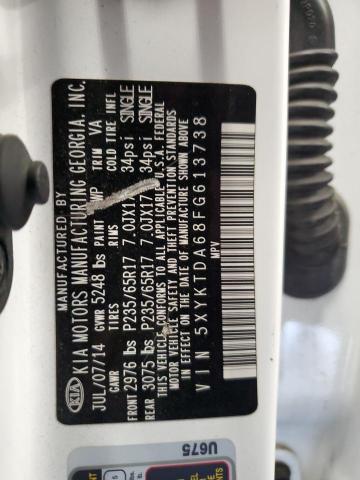 MANUFACTURED BY
KIA MOTORS MANUFACTURING GEORGIA, INC.
KIA
JUL/07/14 GVWR 5248 lbs PAINT WP TRIM VA
GAWR TIRES RIMS COLD TIRE PRES.
FRONT 2976 lbs P235/65R17 7.0JX17 34psi SINGLE
REAR 3075 lbs P235/65R17 7.0JX17 34psi SINGLE
THIS VEHICLE CONFORMS TO ALL APPLICABLE U.S.A. FEDERAL
MOTOR VEHICLE SAFETY AND THEFT PREVENTION STANDARDS
IN EFFECT ON THE DATE OF MANUFACTURE SHOWN ABOVE.
VIN 5XYKTDA68FG613738
MPV
U675